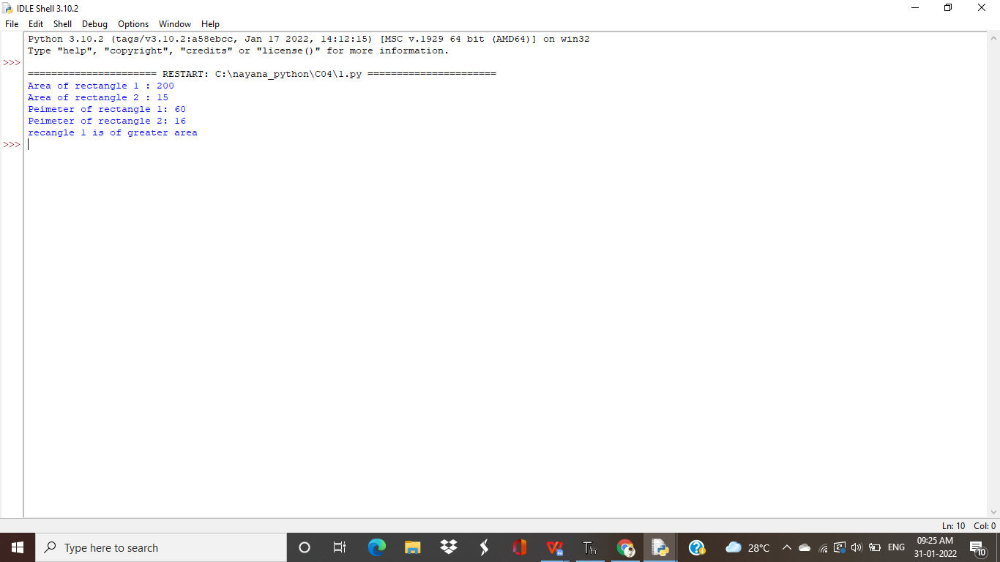 IDLE Shell 3.10.2
File Edit Shell Debug Options Window Help
Python 3.10.2 (tags/v3.10.2:a58ebcc, Jan 17 2022, 14:12:15) [MSC v.1929 64 bit (AMD64)] on win32
Type "help", "copyright", "credits" or "license()" for more information.
>>>
====================== RESTART: C:\nayana_python\C04\1.py ======================
Area of rectangle 1 : 200
Area of rectangle 2 : 15
Peimeter of rectangle 1: 60
Peimeter of rectangle 2: 16
recangle 1 is of greater area
>>>
Ln: 10 Col: 0
Type here to search
Th
28°C
ENG
09:25 AM
31-01-2022
10